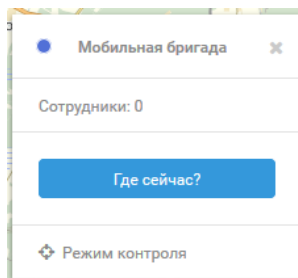 Мобильная бригада
Сотрудники: 0
Где сейчас?
Режим контроля